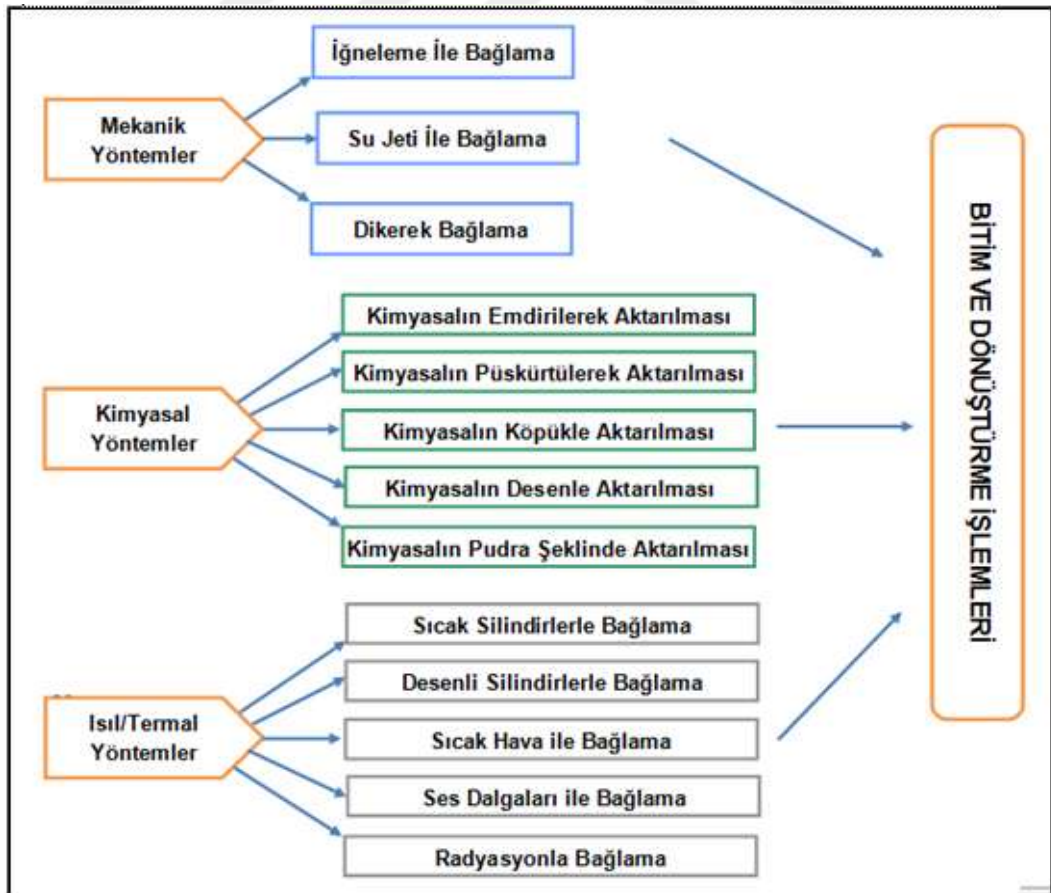 Mekanik
Yöntemler
İğneleme İle Bağlama
Su Jeti İle Bağlama
Dikerek Bağlama
Kimyasal
Yöntemler
Kimyasalın Emdirilerek Aktarılması
Kimyasalın Püskürtülerek Aktarılması
Kimyasalın Köpükle Aktarılması
Kimyasalın Desenle Aktarılması
Kimyasalın Pudra Şeklinde Aktarılması
Isıl/Termal
Yöntemler
Sıcak Silindirlerle Bağlama
Desenli Silindirlerle Bağlama
Sıcak Hava ile Bağlama
Ses Dalgaları ile Bağlama
Radyasyonla Bağlama
BİTİM VE DÖNÜŞTÜRME İŞLEMLERİ